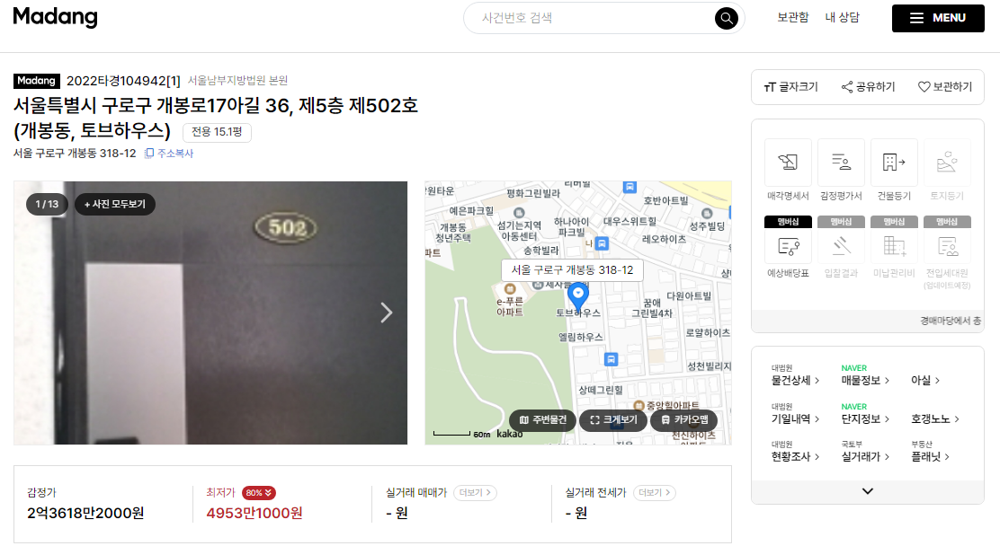 Madang
사건번호 검색
보관함 내 상담
MENU
Madang 2022타경104942[1] 서울남부지방법원 본원
서울특별시 구로구 개봉로17아길 36, 제5층 제502호
(개봉동, 토브하우스) 전용 15.1평
서울 구로구 개봉동 318-12 주소복사
글자크기 공유하기 보관하기
1 / 13 + 사진 모두보기
502
평화그린빌라
호반아트빌
예은파크힐
개봉동
청년주택
섬기는지역
아동센터
하나아이
파크빌
대우스위트힐
성주빌딩
레오하이츠
송학빌라
서울 구로구 개봉동 318-12
e-푸른
아파트
토브하우스
다원아트빌
꿈에
그린빌4차
엘림하우스
로얄하이츠
성천빌리지
상떼그린힐
중앙힐아파트
주변물건 크게보기 카카오맵
60m kakao
매각명세서 감정평가서 건물등기 토지등기
멤버십 멤버십 멤버십 멤버십
예상배당표 입찰결과 미납관리비 전입세대원
(업데이트예정)
경매마당에서 총
대법원 NAVER
물건상세 매물정보 아실
대법원 NAVER
기일내역 단지정보 호갱노노
대법원 국토부 부동산
현황조사 실거래가 플래닛
감정가 최저가 80% 실거래 매매가 더보기 실거래 전세가 더보기
2억3618만2000원 4953만1000원 - 원 - 원